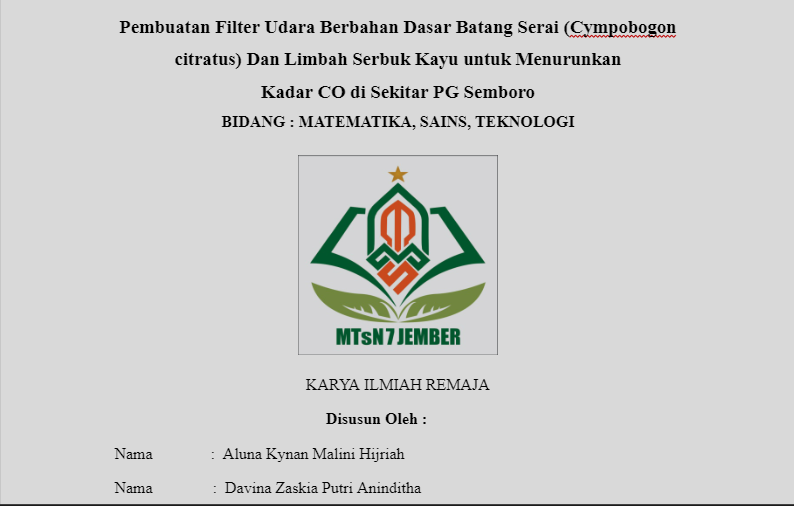 Pembuatan Filter Udara Berbahan Dasar Batang Serai (Cympobogon
citratus) Dan Limbah Serbuk Kayu untuk Menurunkan
Kadar CO di Sekitar PG Semboro
BIDANG : MATEMATIKA, SAINS, TEKNOLOGI
MTsN 7 JEMBER
KARYA ILMIAH REMAJA
Disusun Oleh :
Nama : Aluna Kynan Malini Hijriah
Nama : Davina Zaskia Putri Aninditha